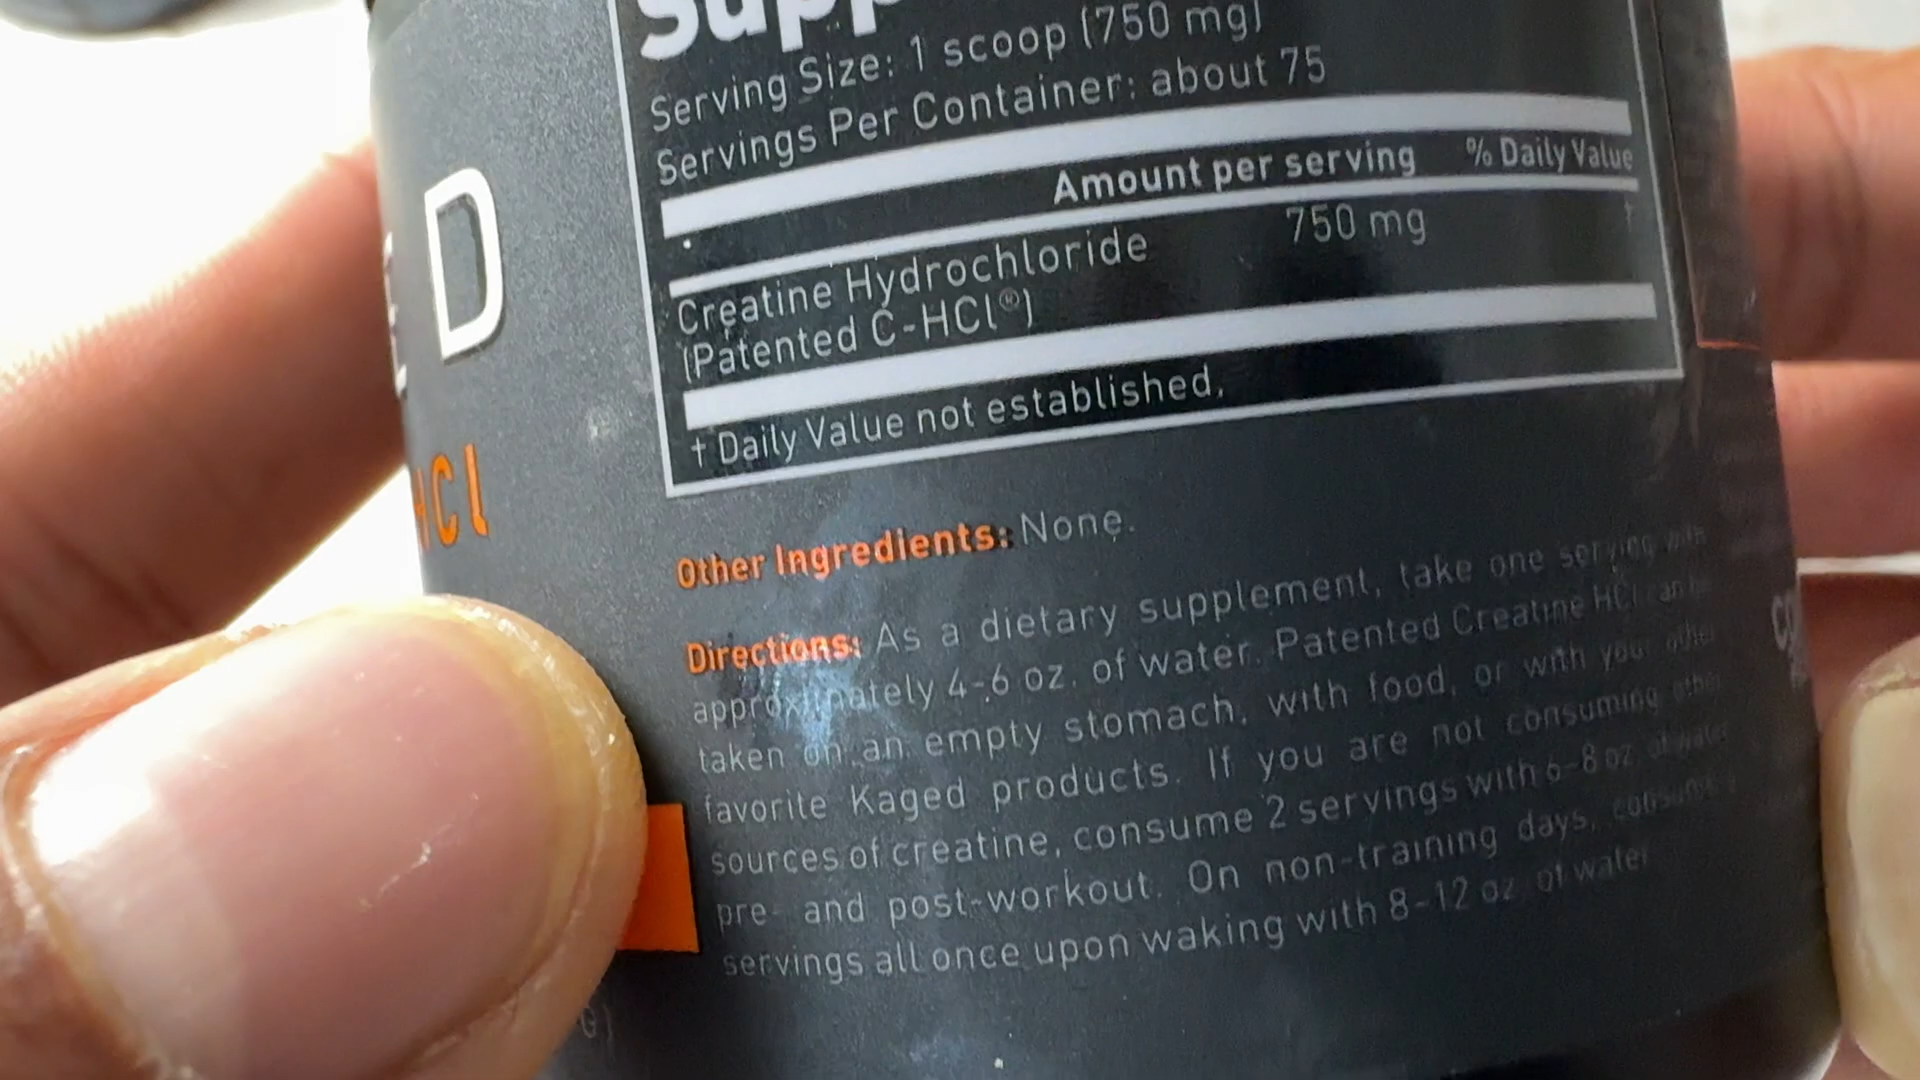 Supp
Serving Size: 1 scoop (750 mg)
Servings Per Container: about 75
Amount per serving % Daily Value
Creatine Hydrochloride 750 mg †
(Patented C-HCl®)
† Daily Value not established.
Other Ingredients: None.
Directions: As a dietary supplement, take one serving with
approximately 4-6 oz. of water. Patented Creatine HCl can be
taken on an empty stomach, with food, or with your other
favorite Kaged products. If you are not consuming other
sources of creatine, consume 2 servings with 6-8 oz of water
pre- and post-workout. On non-training days, consume
servings all once upon waking with 8-12 oz of water
D
HCl
G)